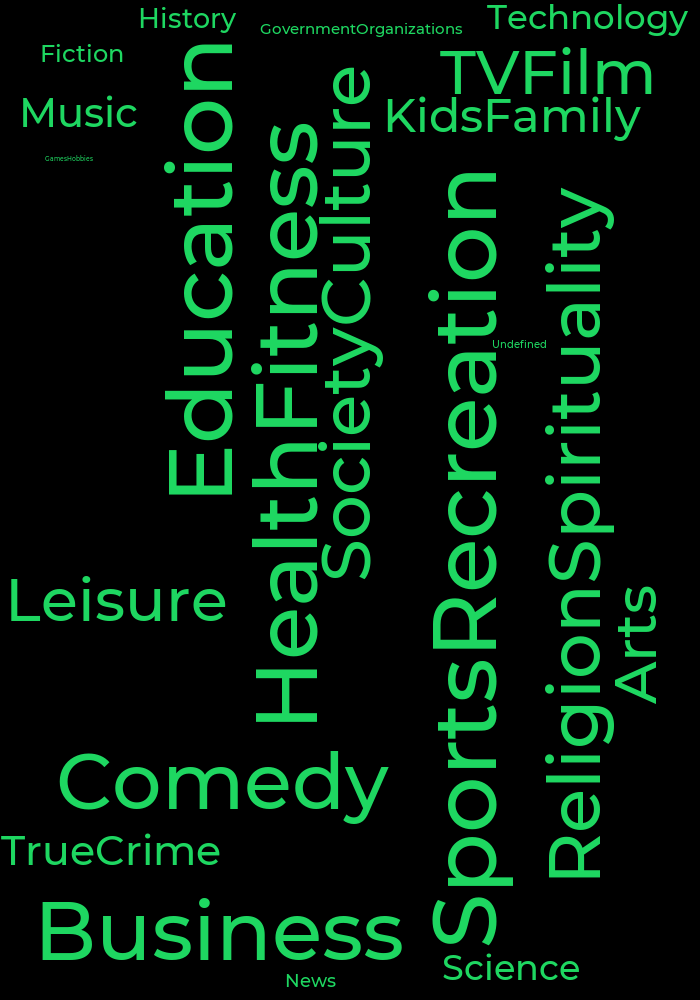 History
GovernmentOrganizations
Technology
Fiction
TVFilm
Music
KidsFamily
GamesHobbies
Education
HealthFitness
SocietyCulture
SportsRecreation
ReligionSpirituality
Undefined
Leisure
Arts
Comedy
TrueCrime
Business
Science
News